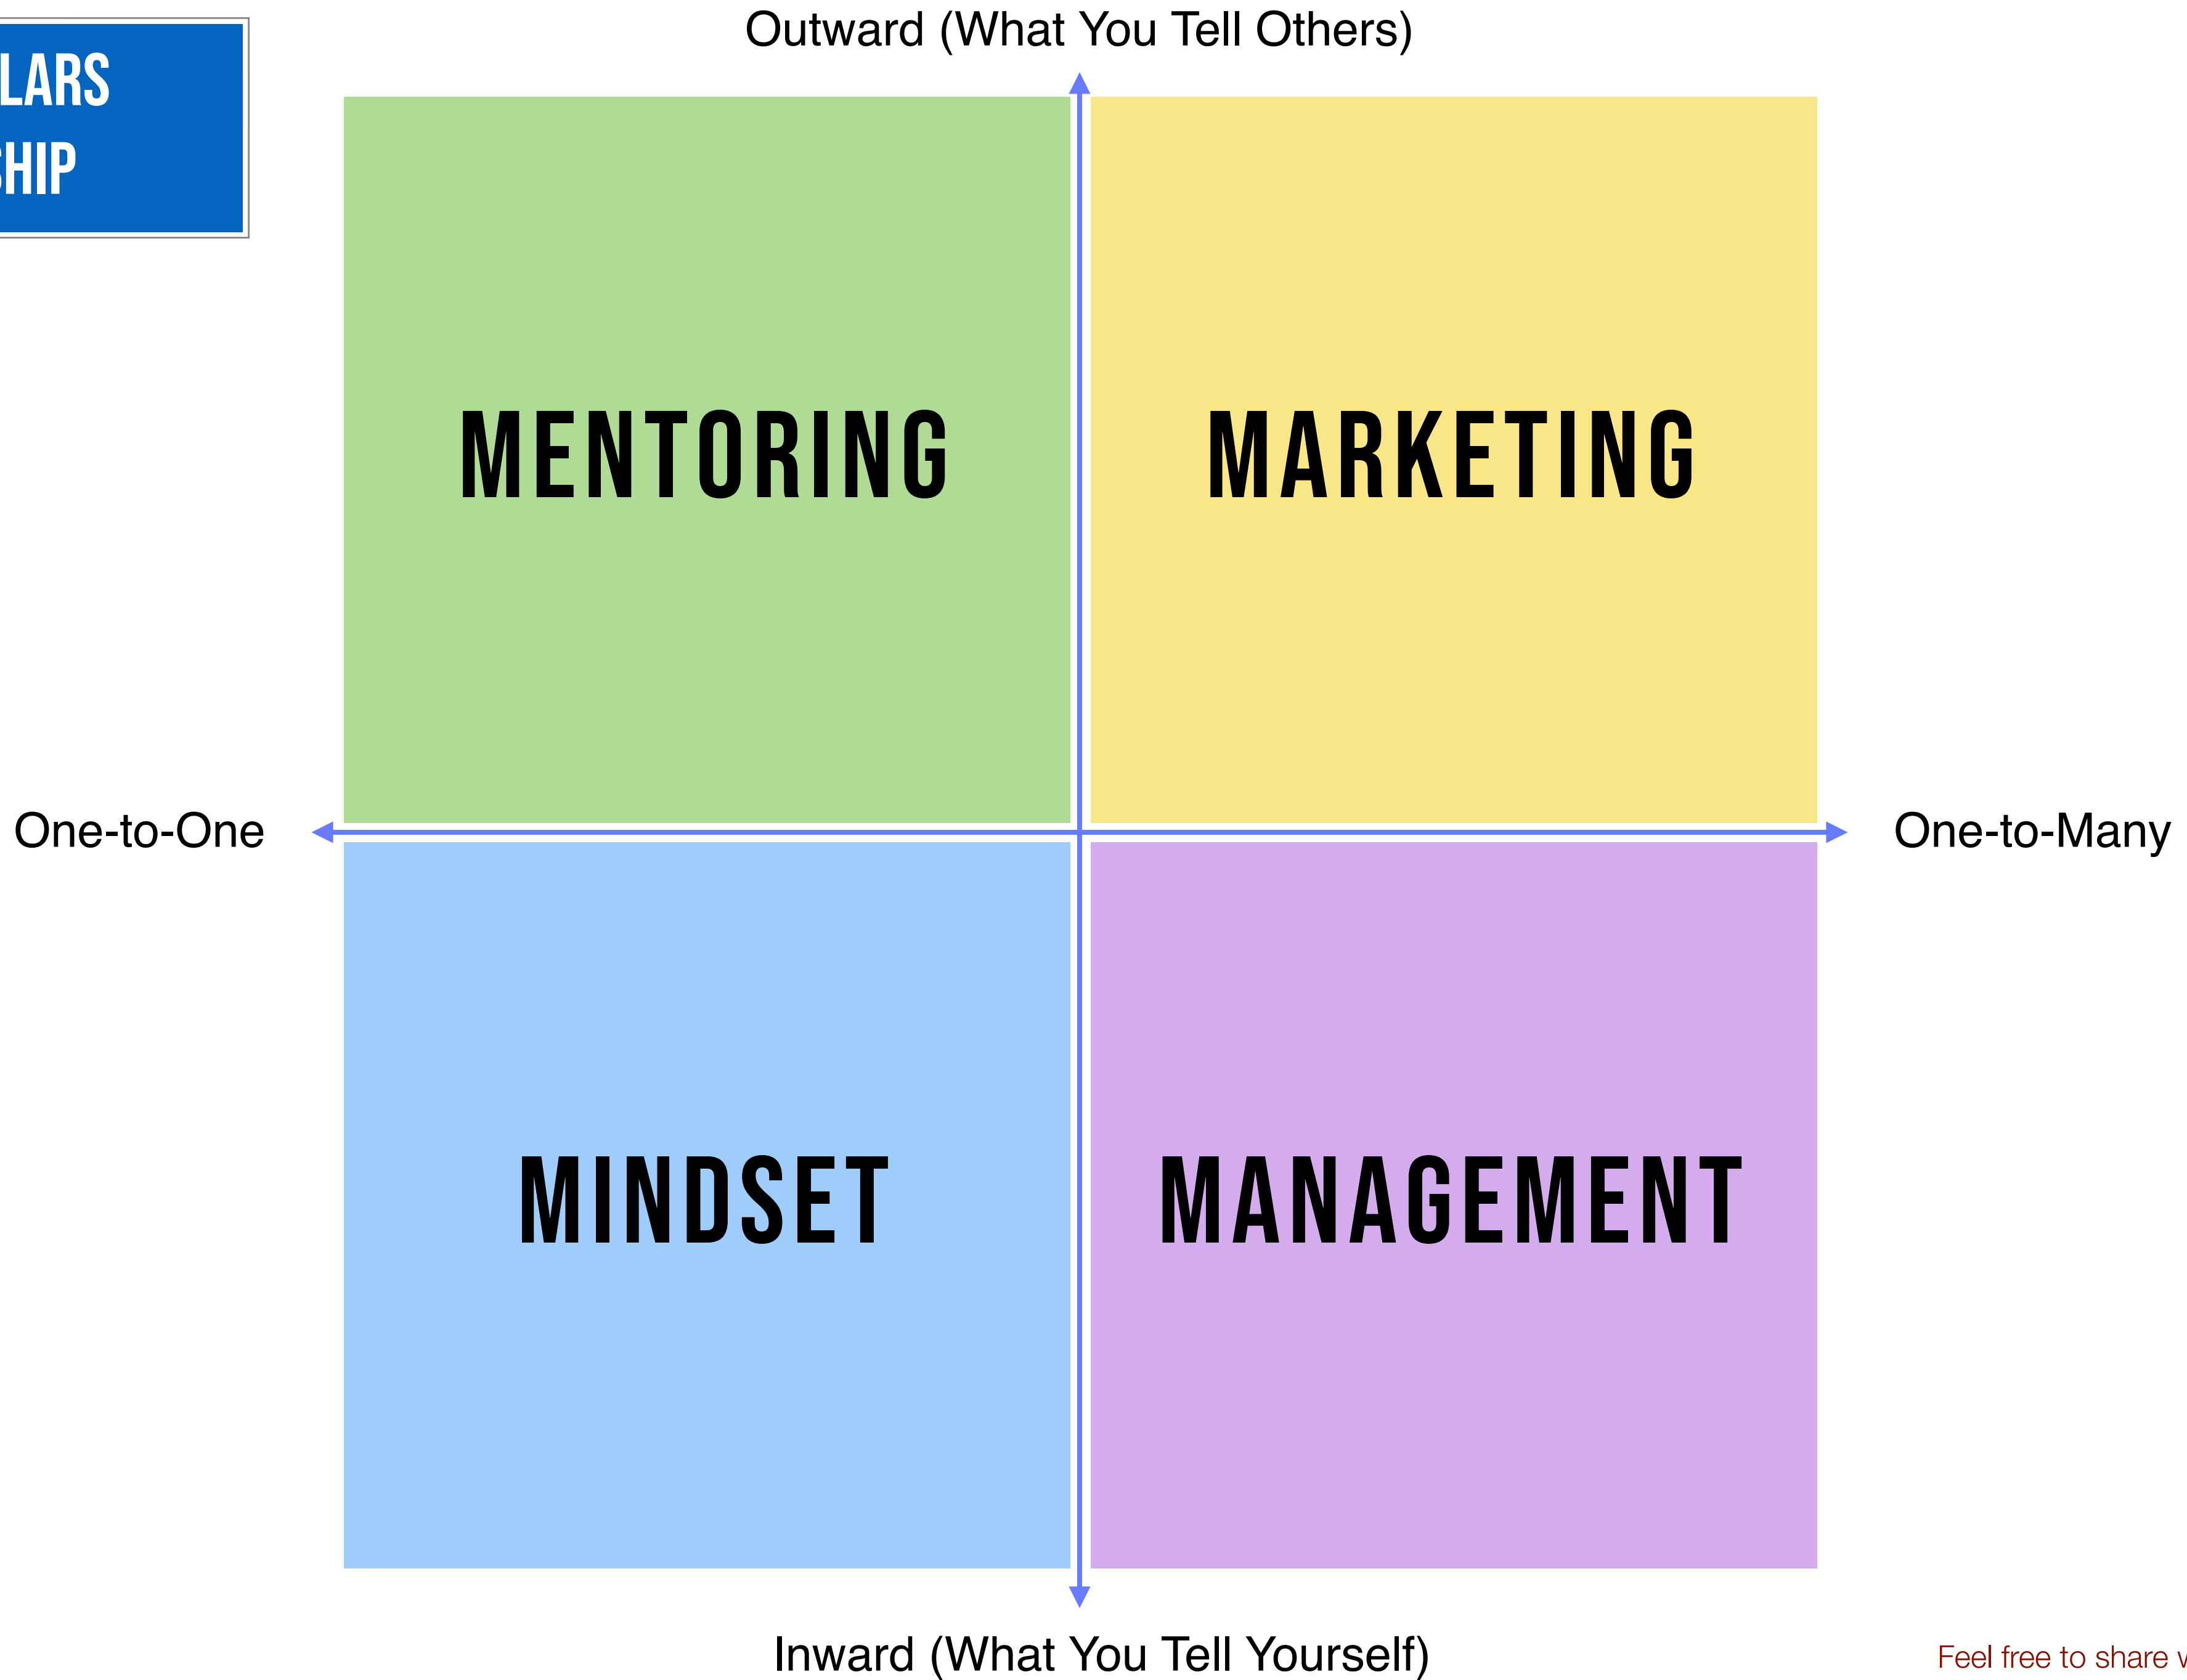 Outward (What You Tell Others)
LARS
HIP
MENTORING
MARKETING
One-to-One
One-to-Many
MINDSET
MANAGEMENT
Inward (What You Tell Yourself)
Feel free to share